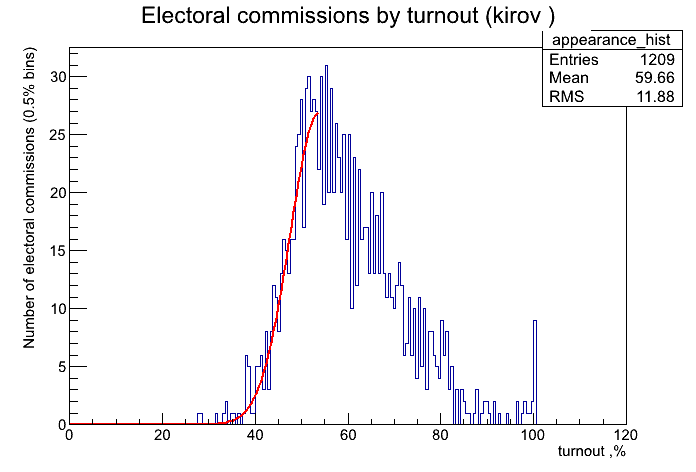 Electoral commissions by turnout (kirov )
appearance_hist
Entries 1209
Mean 59.66
RMS 11.88
Number of electoral commissions (0.5% bins)
30
25
20
15
10
5
0
0 20 40 60 80 100 120
turnout ,%